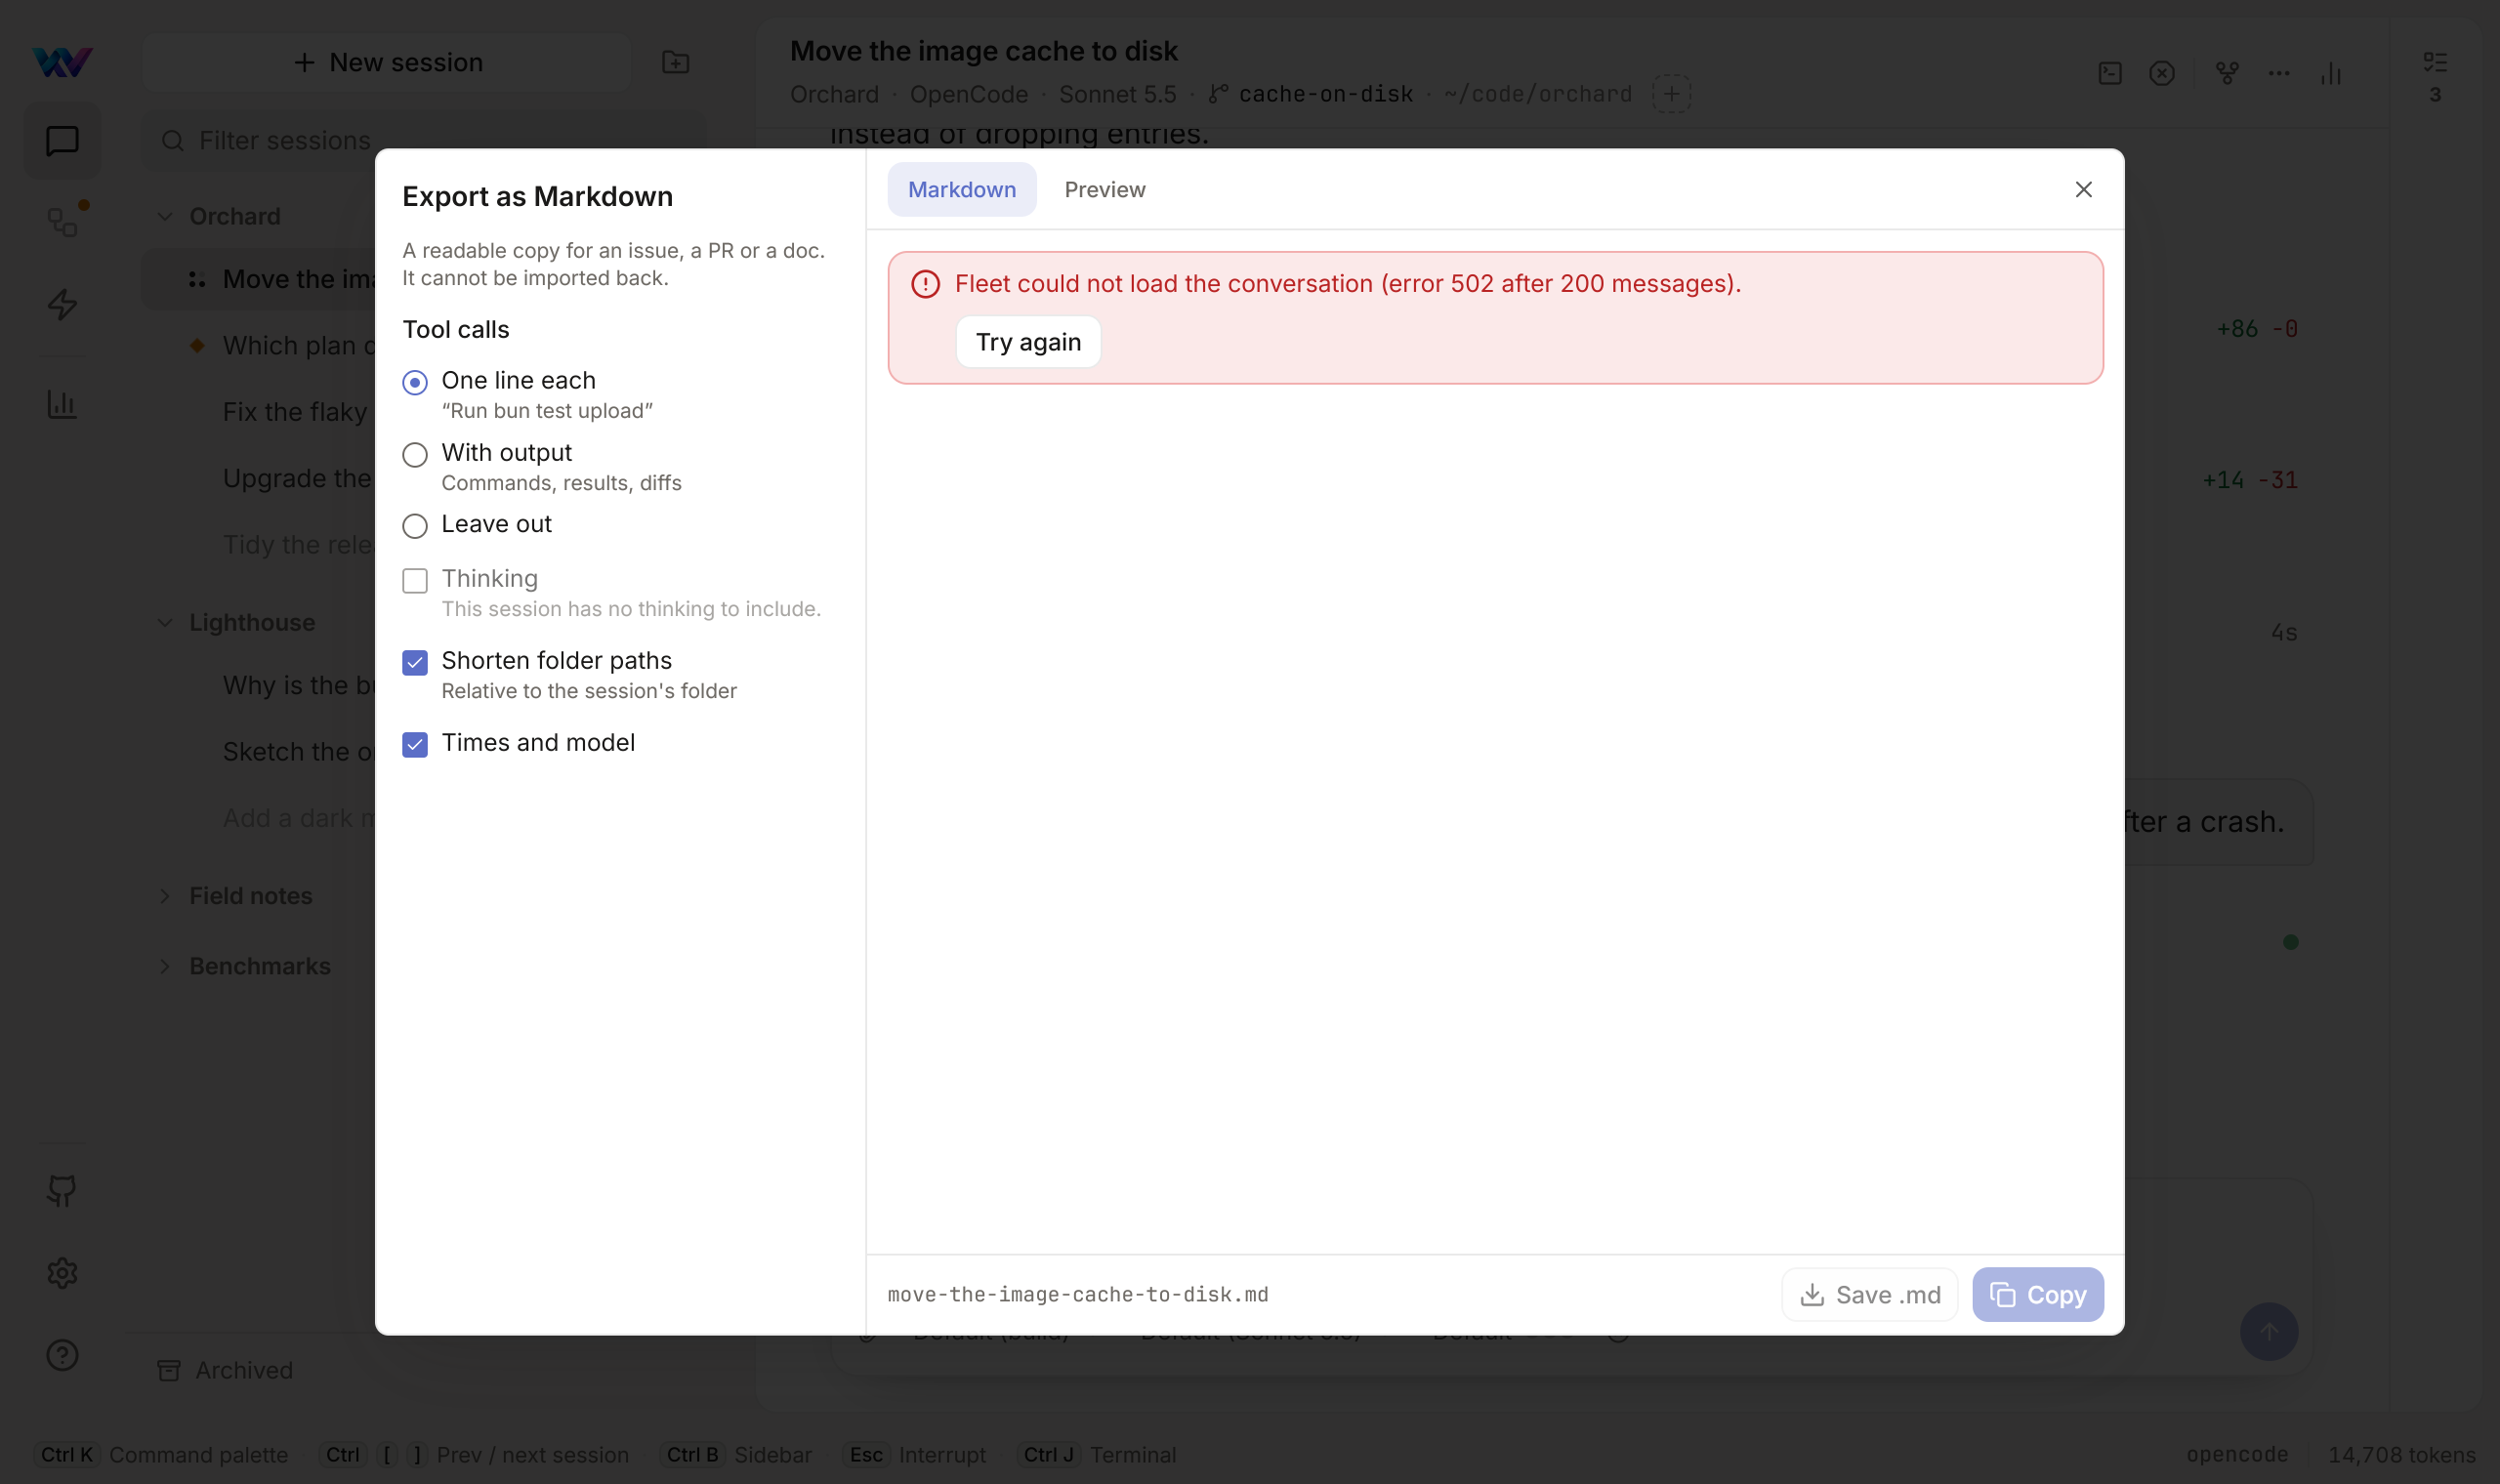 New session
Filter sessions
Orchard
Move the ima
Which plan
Fix the flaky
Upgrade the
Tidy the rele
Lighthouse
Why is the
Sketch the
Add a dark
Field notes
Benchmarks
Archived
Move the image cache to disk
Orchard · OpenCode · Sonnet 5.5 · cache-on-disk · ~/code/orchard
3
instead of dropping entries.
+86 -0
+14 -31
4s
fter a crash.
Export as Markdown
A readable copy for an issue, a PR or a doc.
It cannot be imported back.
Tool calls
One line each
“Run bun test upload”
With output
Commands, results, diffs
Leave out
Thinking
This session has no thinking to include.
Shorten folder paths
Relative to the session's folder
Times and model
Markdown Preview
Fleet could not load the conversation (error 502 after 200 messages).
Try again
move-the-image-cache-to-disk.md
Save .md Copy
Ctrl K Command palette Ctrl [ ] Prev / next session Ctrl B Sidebar Esc Interrupt Ctrl J Terminal
opencode 14,708 tokens